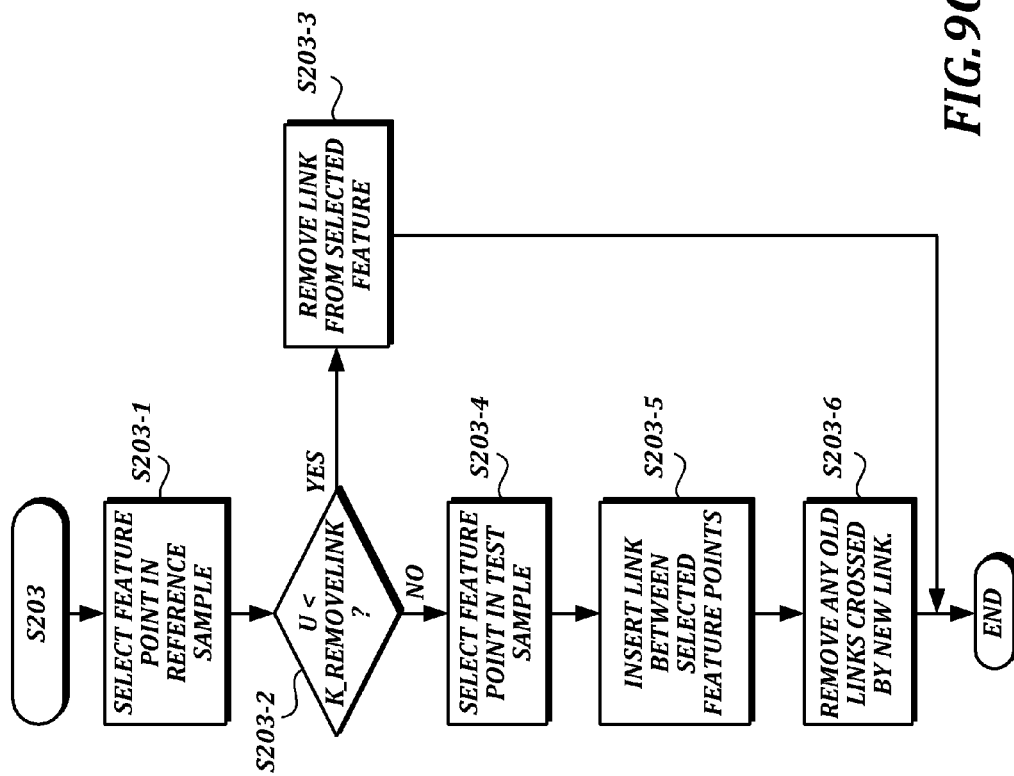 S203
S203-1
SELECT FEATURE
POINT IN
REFERENCE
SAMPLE
S203-2
U <
K_REMOVELINK
?
YES
NO
S203-3
REMOVE LINK
FROM SELECTED
FEATURE
S203-4
SELECT FEATURE
POINT IN TEST
SAMPLE
S203-5
INSERT LINK
BETWEEN
SELECTED
FEATURE POINTS
S203-6
REMOVE ANY OLD
LINKS CROSSED
BY NEW LINK.
END